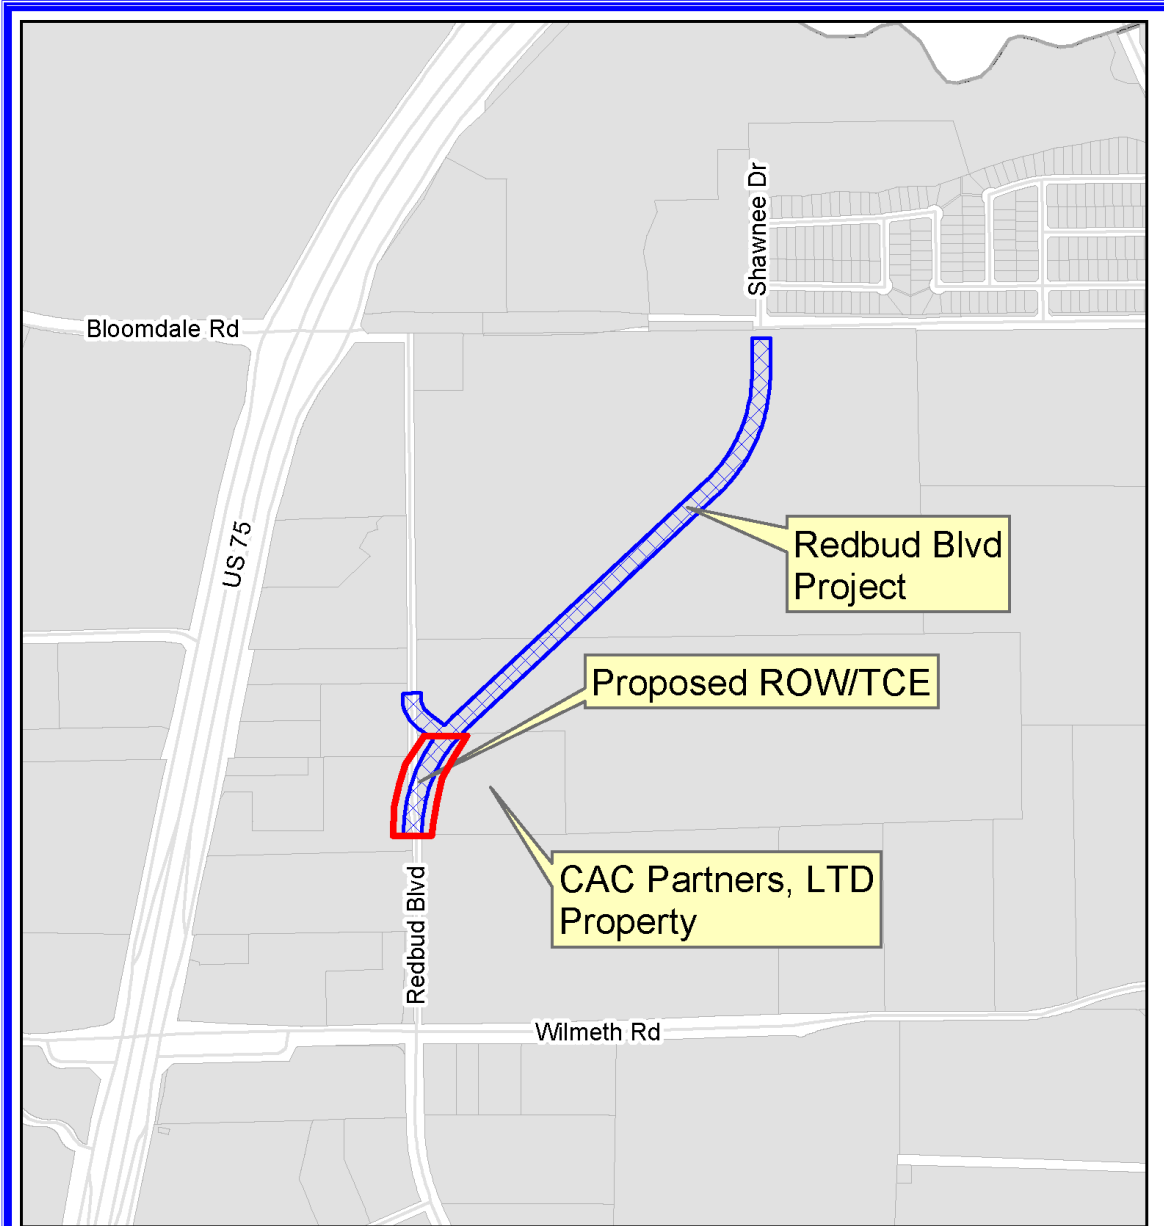 Shawnee Dr
Bloomdale Rd
US 75
Redbud Blvd
Project
Proposed ROW/TCE
CAC Partners, LTD
Property
Redbud Blvd
Wilmeth Rd